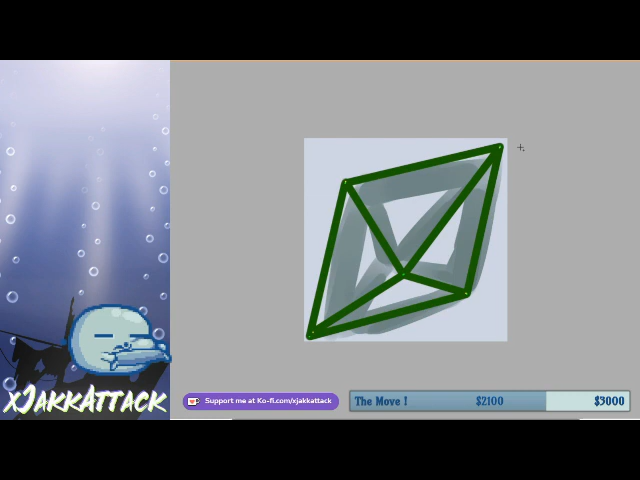 xJakkAttack
Support me at Ko-fi.com/xjakkattack
The Move ! $2100 $3000